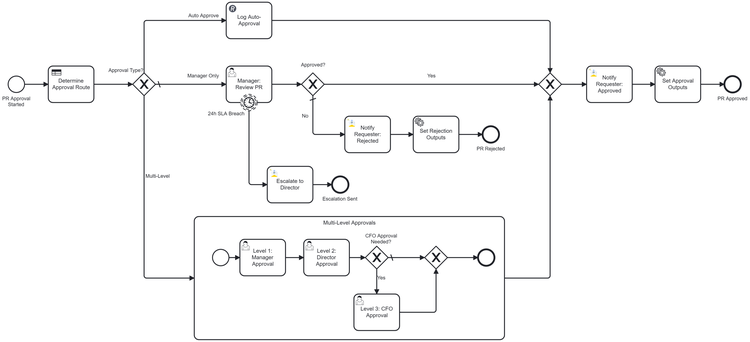 Auto Approve
Log Auto-
Approval
Determine
Approval Route
Approval Type?
Manager Only
Manager:
Review PR
Approved?
Yes
Notify
Requester:
Approved
Set Approval
Outputs
PR Approval
Started
PR Approved
24h SLA Breach
No
Notify
Requester:
Rejected
Set Rejection
Outputs
PR Rejected
Multi-Level
Escalate to
Director
Escalation Sent
Multi-Level Approvals
CFO Approval
Needed?
Level 1:
Manager
Approval
Level 2:
Director
Approval
Yes
Level 3: CFO
Approval